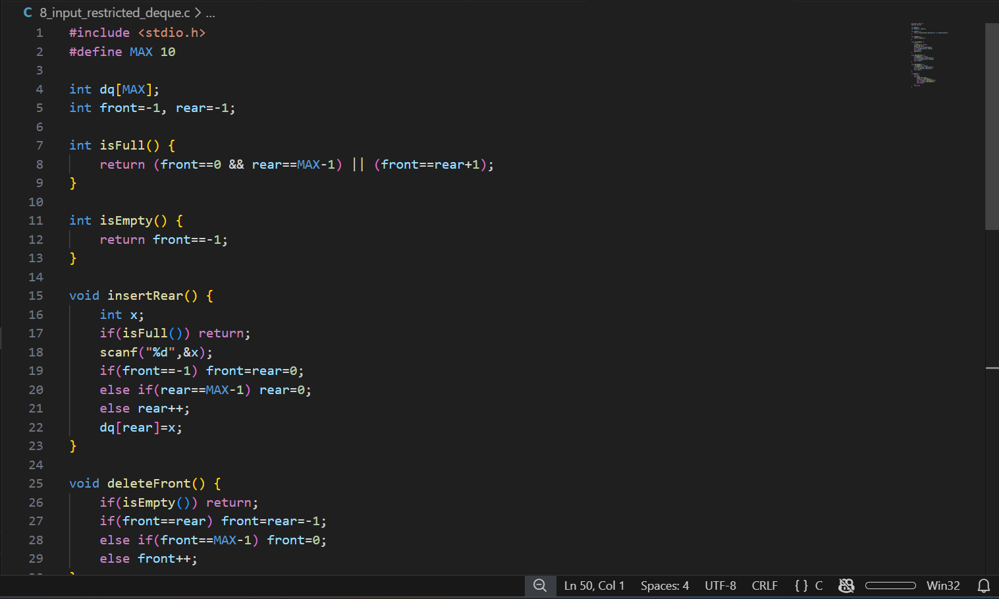 C 8_input_restricted_deque.c > ...
1 #include <stdio.h>
2 #define MAX 10
3
4 int dq[MAX];
5 int front=-1, rear=-1;
6
7 int isFull() {
8     return (front==0 && rear==MAX-1) || (front==rear+1);
9 }
10
11 int isEmpty() {
12     return front==-1;
13 }
14
15 void insertRear() {
16     int x;
17     if(isFull()) return;
18     scanf("%d",&x);
19     if(front==-1) front=rear=0;
20     else if(rear==MAX-1) rear=0;
21     else rear++;
22     dq[rear]=x;
23 }
24
25 void deleteFront() {
26     if(isEmpty()) return;
27     if(front==rear) front=rear=-1;
28     else if(front==MAX-1) front=0;
29     else front++;
Ln 50, Col 1 Spaces: 4 UTF-8 CRLF {} C Win32